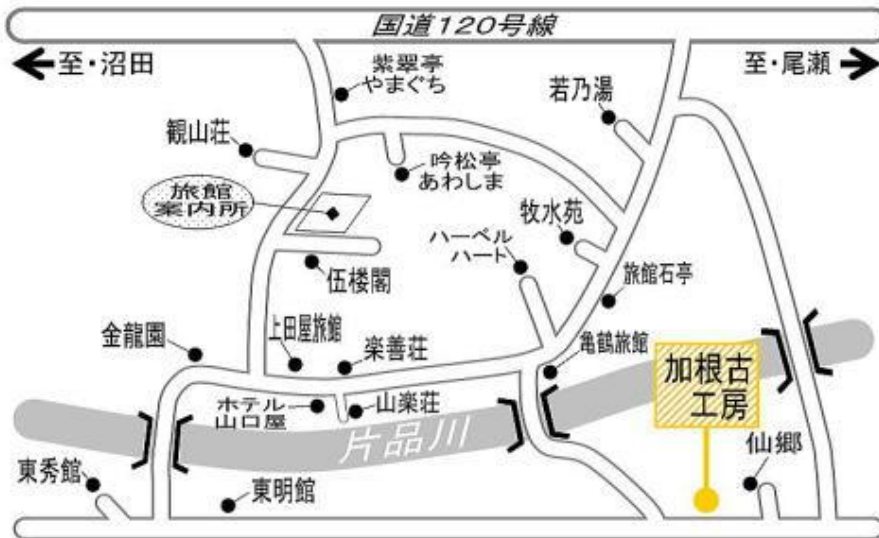 国道120号線
至・沼田
至・尾瀬
紫翠亭
やまぐち
若乃湯
観山荘
吟松亭
あわしま
旅館
案内所
牧水苑
ハーベル
ハート
伍楼閣
旅館石亭
金龍園
上田屋旅館
楽善荘
亀鶴旅館
加根古
工房
ホテル
山口屋
山楽荘
片品川
仙郷
東秀館
東明館